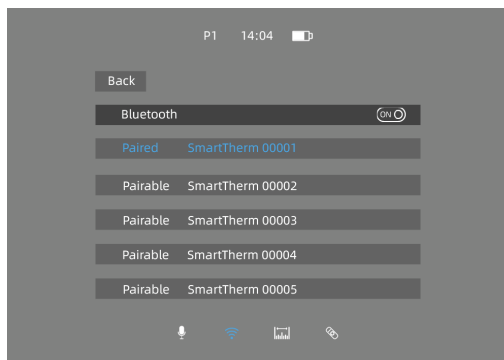 P1 14:04
Back
Bluetooth ON
Paired SmartTherm 00001
Pairable SmartTherm 00002
Pairable SmartTherm 00003
Pairable SmartTherm 00004
Pairable SmartTherm 00005